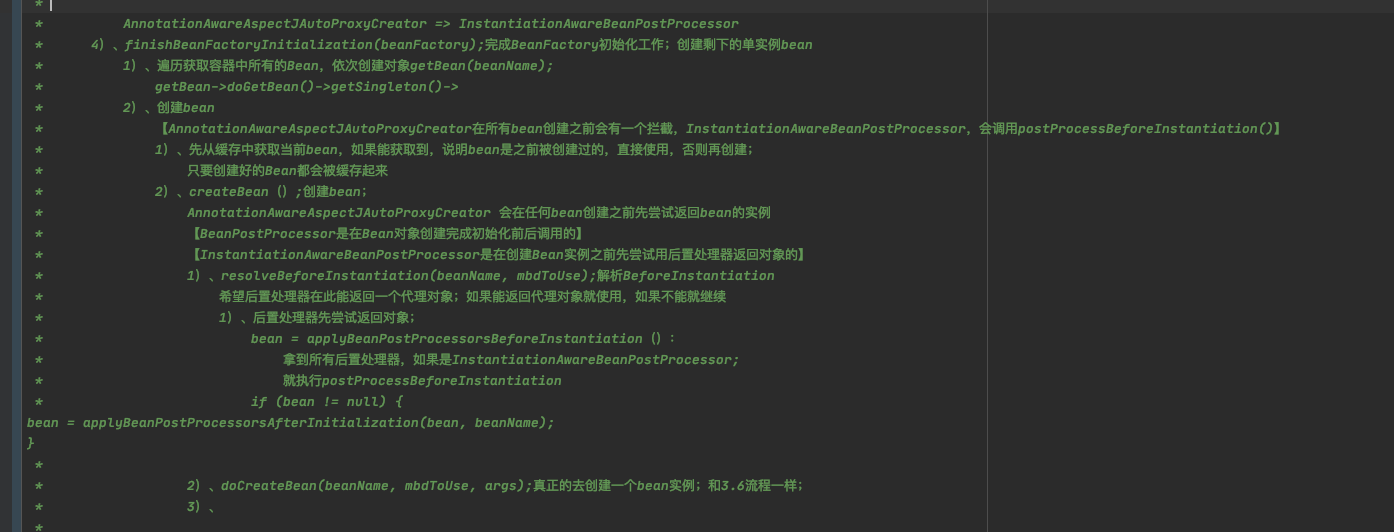 *
* AnnotationAwareAspectJAutoProxyCreator => InstantiationAwareBeanPostProcessor
* 4）、finishBeanFactoryInitialization(beanFactory);完成BeanFactory初始化工作；创建剩下的单实例bean
* 1）、遍历获取容器中所有的Bean，依次创建对象getBean(beanName);
* getBean->doGetBean()->getSingleton()->
* 2）、创建bean
* 【AnnotationAwareAspectJAutoProxyCreator在所有bean创建之前会有一个拦截，InstantiationAwareBeanPostProcessor，会调用postProcessBeforeInstantiation()】
* 1）、先从缓存中获取当前bean，如果能获取到，说明bean是之前被创建过的，直接使用，否则再创建；
* 只要创建好的Bean都会被缓存起来
* 2）、createBean（）;创建bean；
* AnnotationAwareAspectJAutoProxyCreator 会在任何bean创建之前先尝试返回bean的实例
* 【BeanPostProcessor是在Bean对象创建完成初始化前后调用的】
* 【InstantiationAwareBeanPostProcessor是在创建Bean实例之前先尝试用后置处理器返回对象的】
* 1）、resolveBeforeInstantiation(beanName, mbdToUse);解析BeforeInstantiation
* 希望后置处理器在此能返回一个代理对象；如果能返回代理对象就使用，如果不能就继续
* 1）、后置处理器先尝试返回对象；
* bean = applyBeanPostProcessorsBeforeInstantiation（）：
* 拿到所有后置处理器，如果是InstantiationAwareBeanPostProcessor;
* 就执行postProcessBeforeInstantiation
* if (bean != null) {
bean = applyBeanPostProcessorsAfterInitialization(bean, beanName);
}
*
* 2）、doCreateBean(beanName, mbdToUse, args);真正的去创建一个bean实例；和3.6流程一样；
* 3）、
*